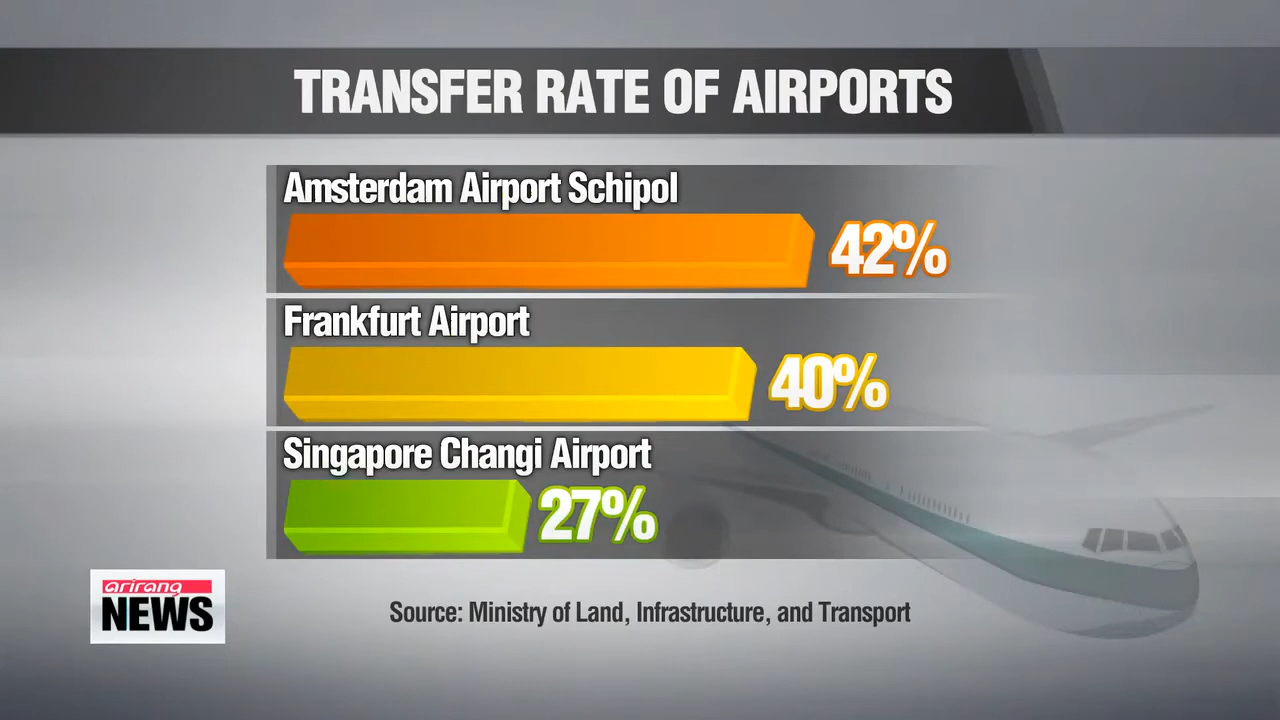 TRANSFER RATE OF AIRPORTS
Amsterdam Airport Schipol
42%
Frankfurt Airport
40%
Singapore Changi Airport
27%
arirang
NEWS
Source: Ministry of Land, Infrastructure, and Transport